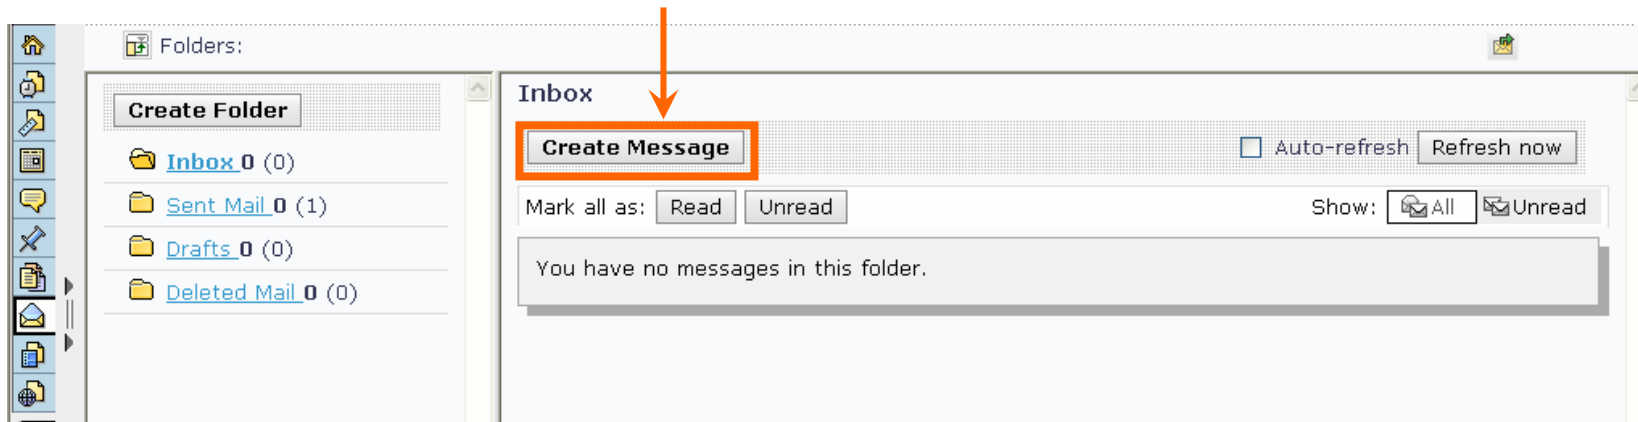 Folders:
Create Folder
Inbox 0 (0)
Sent Mail 0 (1)
Drafts 0 (0)
Deleted Mail 0 (0)
Inbox
Create Message
Auto-refresh Refresh now
Mark all as: Read Unread
Show: All Unread
You have no messages in this folder.